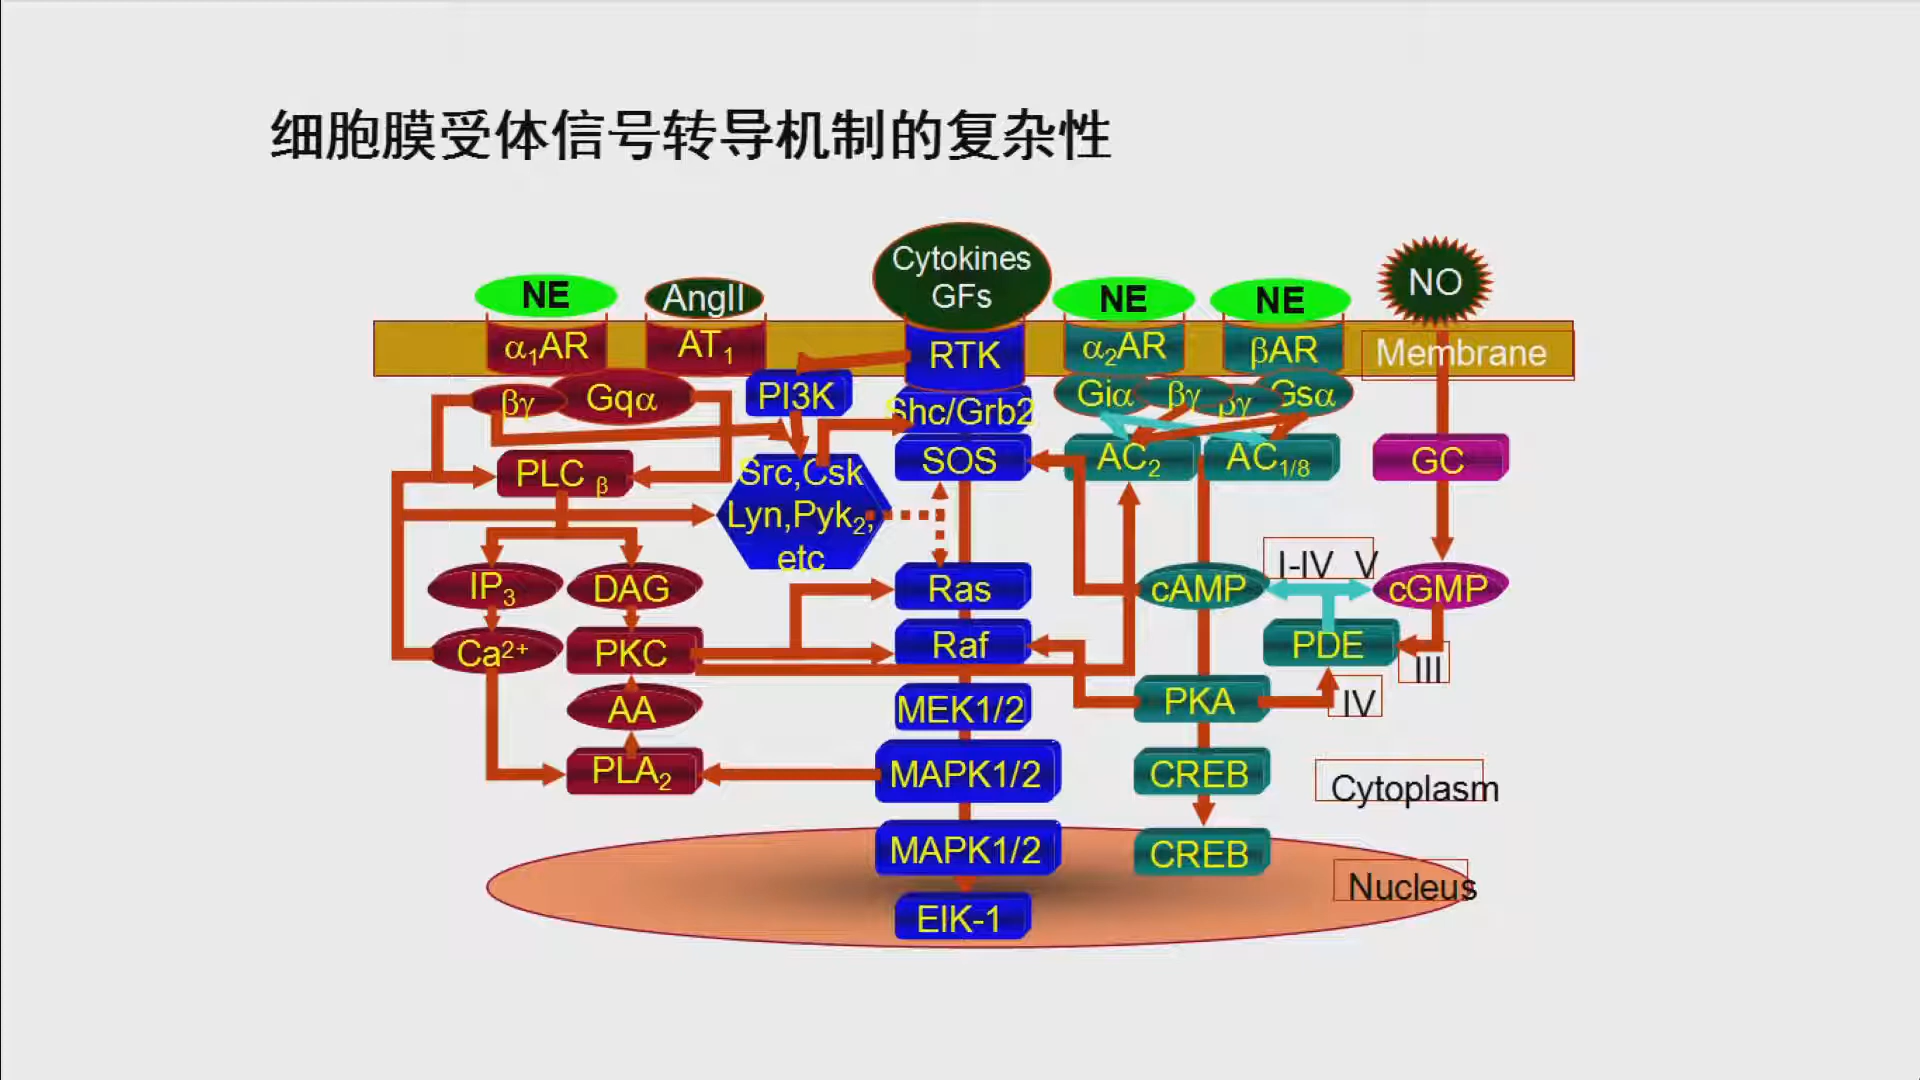 细胞膜受体信号转导机制的复杂性
Cytokines
GFs
NE
AngII
NE
NE
NO
α₁AR
AT₁
RTK
α₂AR
βAR
Membrane
βγ
Gqα
PI3K
Shc/Grb2
Giα
βγ
βγ
Gsα
PLC β
Src,Csk
Lyn,Pyk₂,
etc
SOS
AC₂
AC₁/₈
GC
I-IV V
IP₃
DAG
Ras
cAMP
cGMP
Ca²⁺
PKC
Raf
PDE
III
AA
MEK1/2
PKA
IV
PLA₂
MAPK1/2
CREB
Cytoplasm
MAPK1/2
CREB
Nucleus
ElK-1